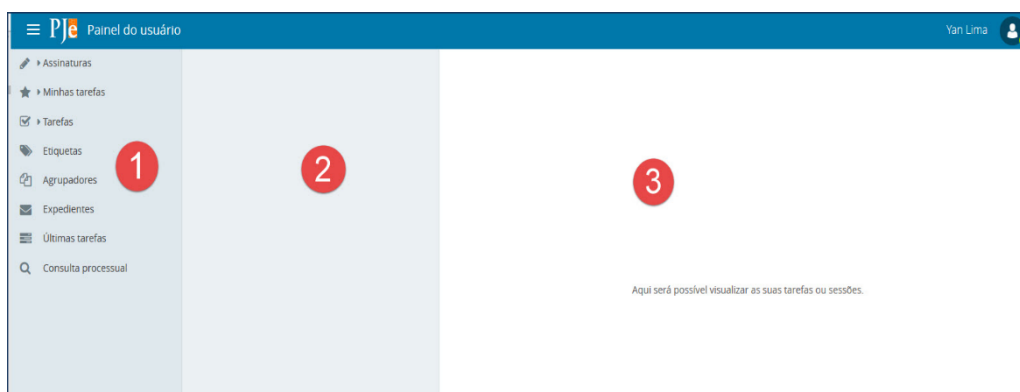 PJe Painel do usuário
Yan Lima
Assinaturas
Minhas tarefas
Tarefas
Etiquetas
Agrupadores
Expedientes
Últimas tarefas
Consulta processual
1
2
3
Aqui será possível visualizar as suas tarefas ou sessões.